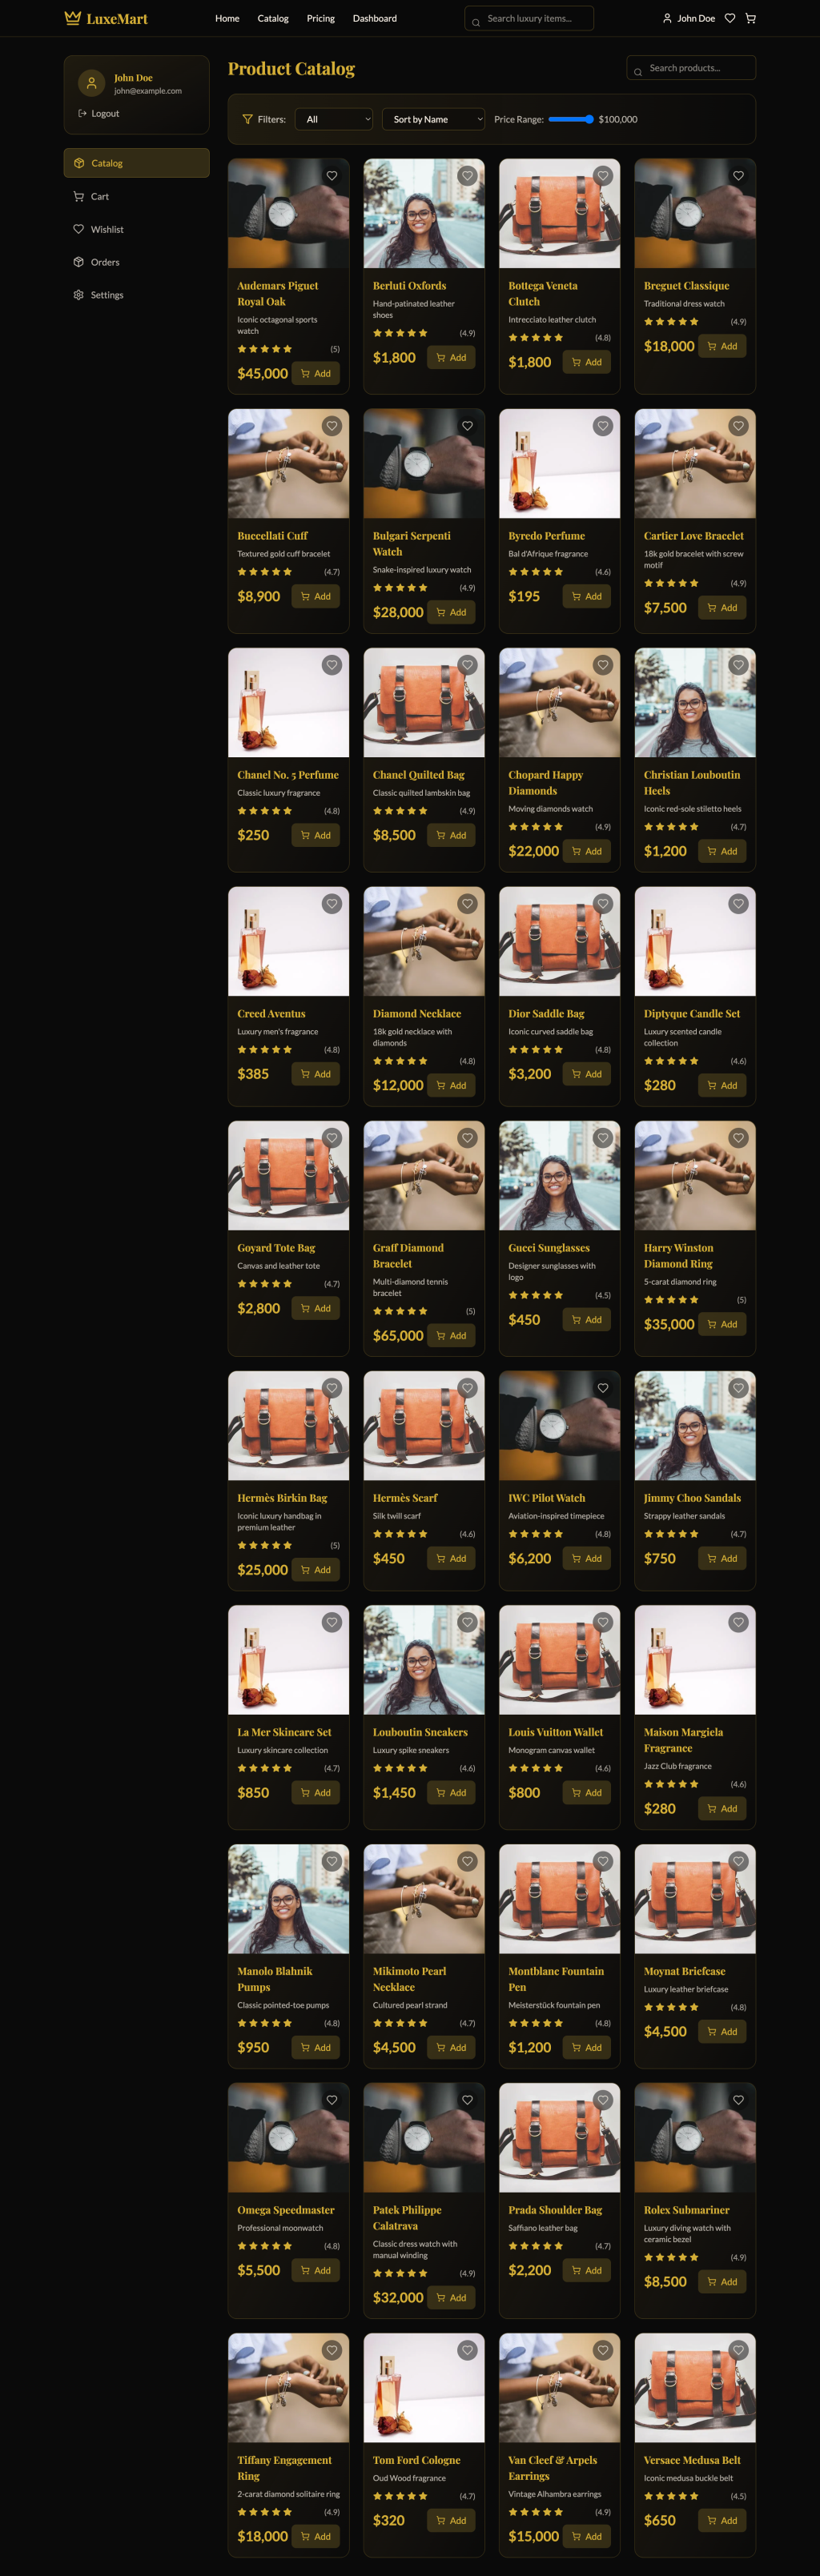 LuxeMart
Home Catalog Pricing Dashboard
Search luxury items...
John Doe
John Doe
john@example.com
Logout
Catalog
Cart
Wishlist
Orders
Settings
Product Catalog
Search products...
Filters: All Sort by Name Price Range: $100,000
Audemars Piguet
Royal Oak
Iconic octagonal sports
watch
(5)
$45,000 Add
Berluti Oxfords
Hand-patinated leather
shoes
(4.9)
$1,800 Add
Bottega Veneta
Clutch
Intrecciato leather clutch
(4.8)
$1,800 Add
Breguet Classique
Traditional dress watch
(4.9)
$18,000 Add
Buccellati Cuff
Textured gold cuff bracelet
(4.7)
$8,900 Add
Bulgari Serpenti
Watch
Snake-inspired luxury watch
(4.9)
$28,000 Add
Byredo Perfume
Bal d'Afrique fragrance
(4.6)
$195 Add
Cartier Love Bracelet
18k gold bracelet with screw
motif
(4.9)
$7,500 Add
Chanel No. 5 Perfume
Classic luxury fragrance
(4.8)
$250 Add
Chanel Quilted Bag
Classic quilted lambskin bag
(4.9)
$8,500 Add
Chopard Happy
Diamonds
Moving diamonds watch
(4.9)
$22,000 Add
Christian Louboutin
Heels
Iconic red-sole stiletto heels
(4.7)
$1,200 Add
Creed Aventus
Luxury men's fragrance
(4.8)
$385 Add
Diamond Necklace
18k gold necklace with
diamonds
(4.8)
$12,000 Add
Dior Saddle Bag
Iconic curved saddle bag
(4.8)
$3,200 Add
Diptyque Candle Set
Luxury scented candle
collection
(4.6)
$280 Add
Goyard Tote Bag
Canvas and leather tote
(4.7)
$2,800 Add
Graff Diamond
Bracelet
Multi-diamond tennis
bracelet
(5)
$65,000 Add
Gucci Sunglasses
Designer sunglasses with
logo
(4.5)
$450 Add
Harry Winston
Diamond Ring
5-carat diamond ring
(5)
$35,000 Add
Hermès Birkin Bag
Iconic luxury handbag in
premium leather
(5)
$25,000 Add
Hermès Scarf
Silk twill scarf
(4.6)
$450 Add
IWC Pilot Watch
Aviation-inspired timepiece
(4.8)
$6,200 Add
Jimmy Choo Sandals
Strappy leather sandals
(4.7)
$750 Add
La Mer Skincare Set
Luxury skincare collection
(4.7)
$850 Add
Louboutin Sneakers
Luxury spike sneakers
(4.6)
$1,450 Add
Louis Vuitton Wallet
Monogram canvas wallet
(4.6)
$800 Add
Maison Margiela
Fragrance
Jazz Club fragrance
(4.6)
$280 Add
Manolo Blahnik
Pumps
Classic pointed-toe pumps
(4.8)
$950 Add
Mikimoto Pearl
Necklace
Cultured pearl strand
(4.7)
$4,500 Add
Montblanc Fountain
Pen
Meisterstück fountain pen
(4.8)
$1,200 Add
Moynat Briefcase
Luxury leather briefcase
(4.8)
$4,500 Add
Omega Speedmaster
Professional moonwatch
(4.8)
$5,500 Add
Patek Philippe
Calatrava
Classic dress watch with
manual winding
(4.9)
$32,000 Add
Prada Shoulder Bag
Saffiano leather bag
(4.7)
$2,200 Add
Rolex Submariner
Luxury diving watch with
ceramic bezel
(4.9)
$8,500 Add
Tiffany Engagement
Ring
2-carat diamond solitaire ring
(4.9)
$18,000 Add
Tom Ford Cologne
Oud Wood fragrance
(4.7)
$320 Add
Van Cleef & Arpels
Earrings
Vintage Alhambra earrings
(4.9)
$15,000 Add
Versace Medusa Belt
Iconic medusa buckle belt
(4.5)
$650 Add